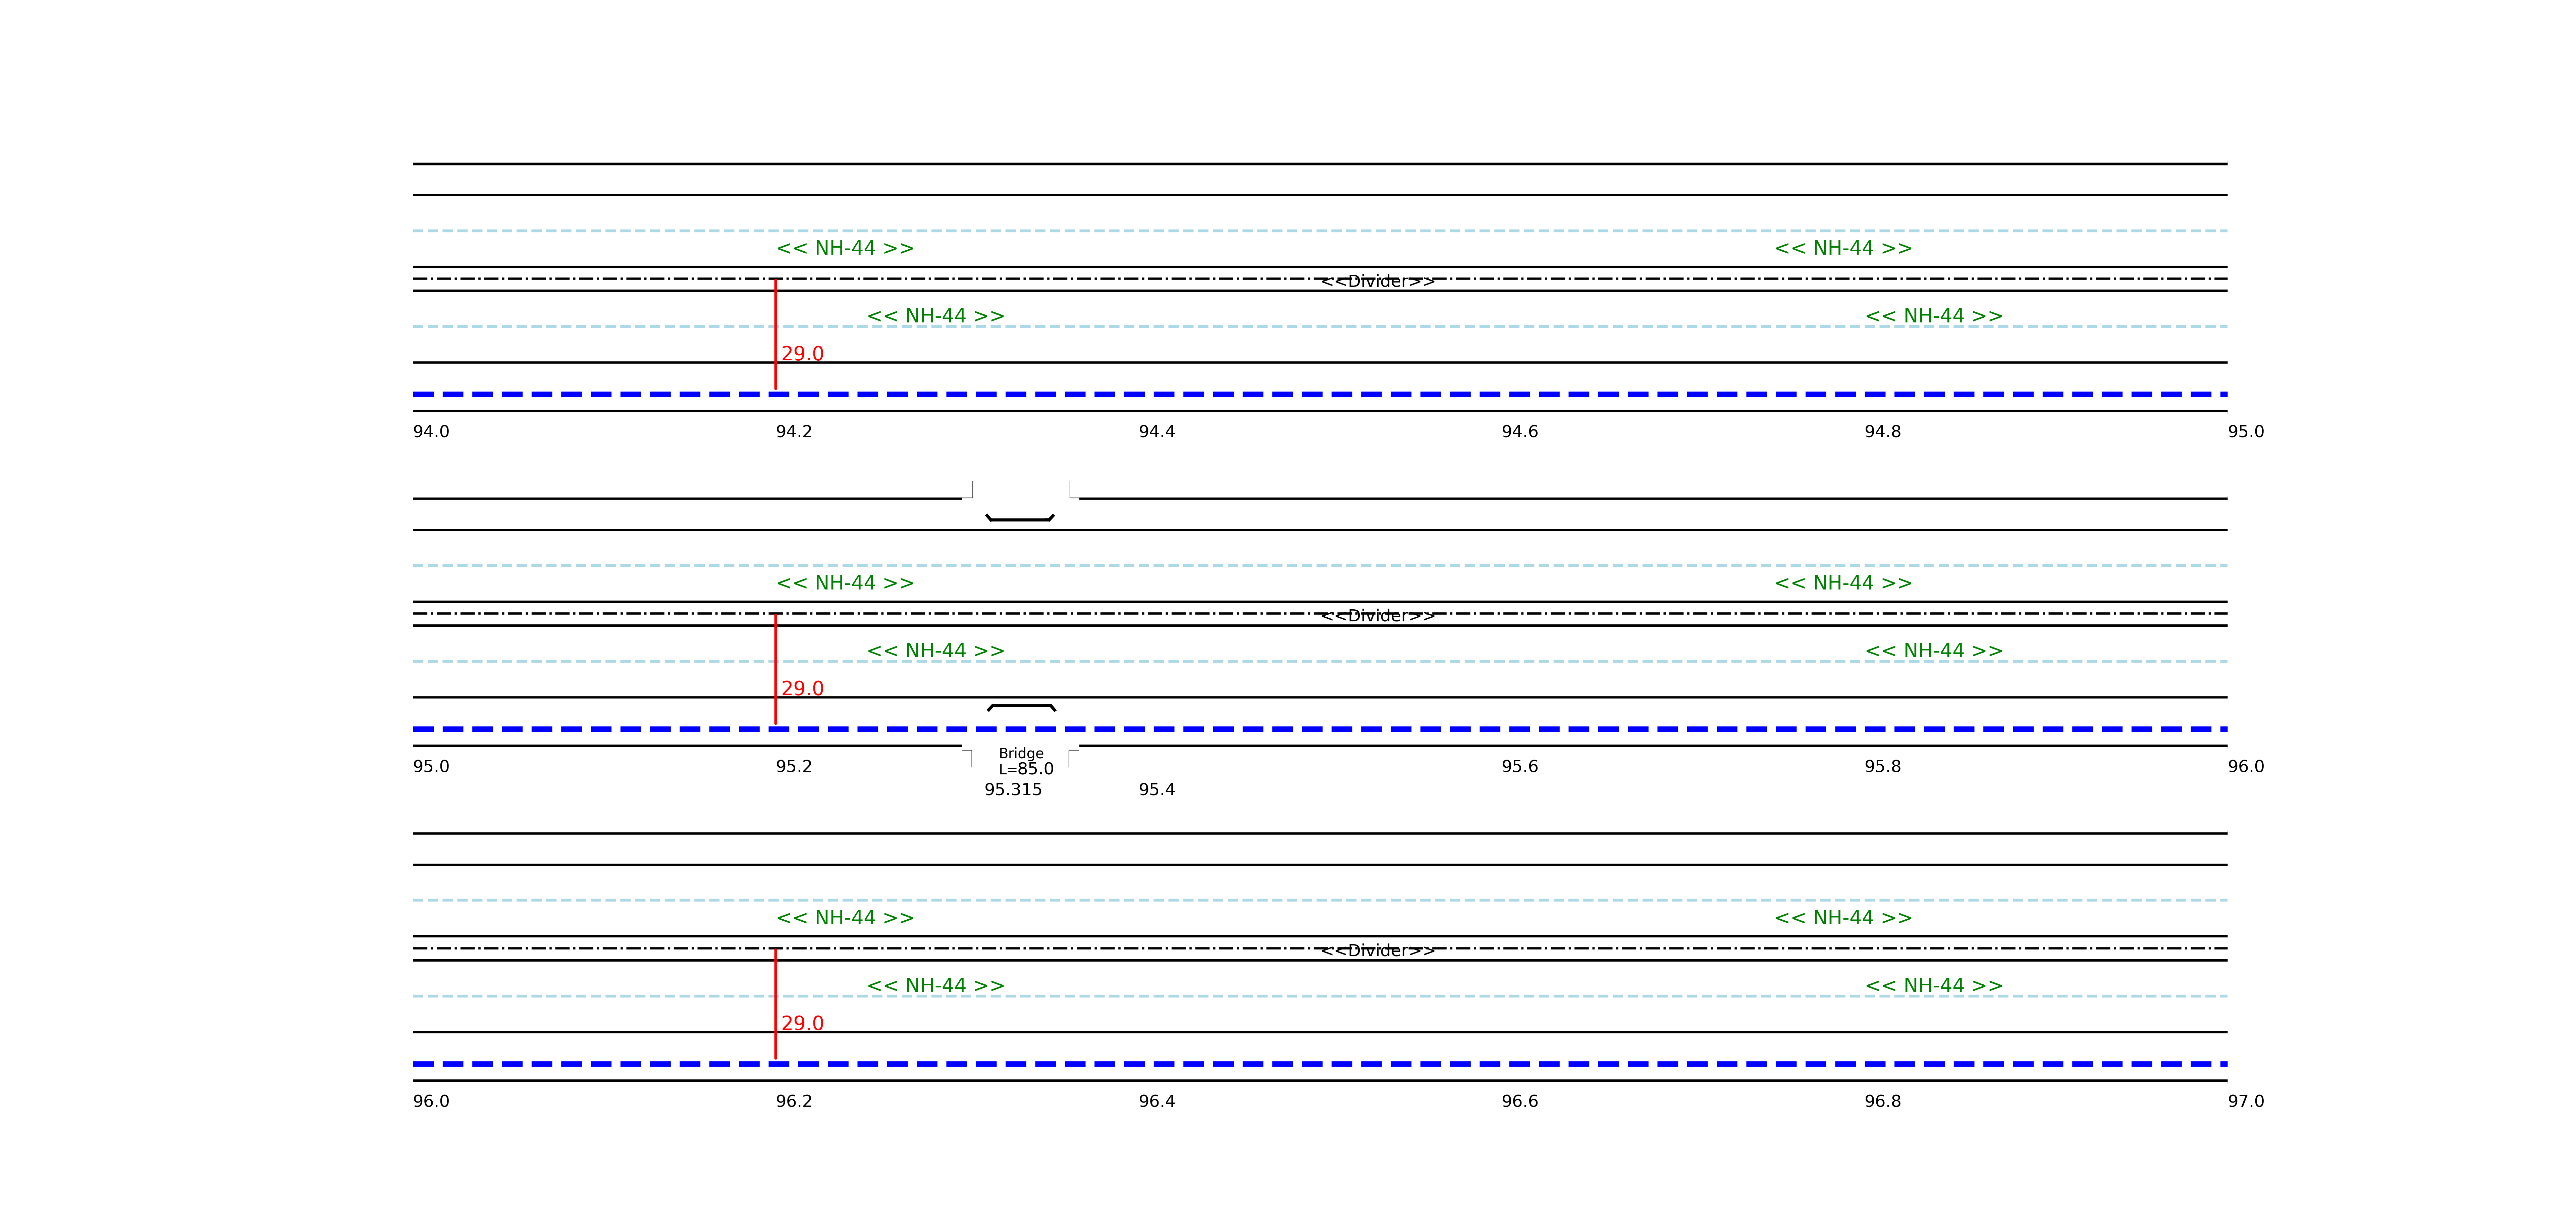 << NH-44 >> << NH-44 >>
<<Divider>>
<< NH-44 >> << NH-44 >>
29.0
94.0 94.2 94.4 94.6 94.8 95.0
<< NH-44 >> << NH-44 >>
<<Divider>>
<< NH-44 >> << NH-44 >>
29.0
Bridge
95.0 95.2 L=85.0 95.6 95.8 96.0
95.315 95.4
<< NH-44 >> << NH-44 >>
<<Divider>>
<< NH-44 >> << NH-44 >>
29.0
96.0 96.2 96.4 96.6 96.8 97.0